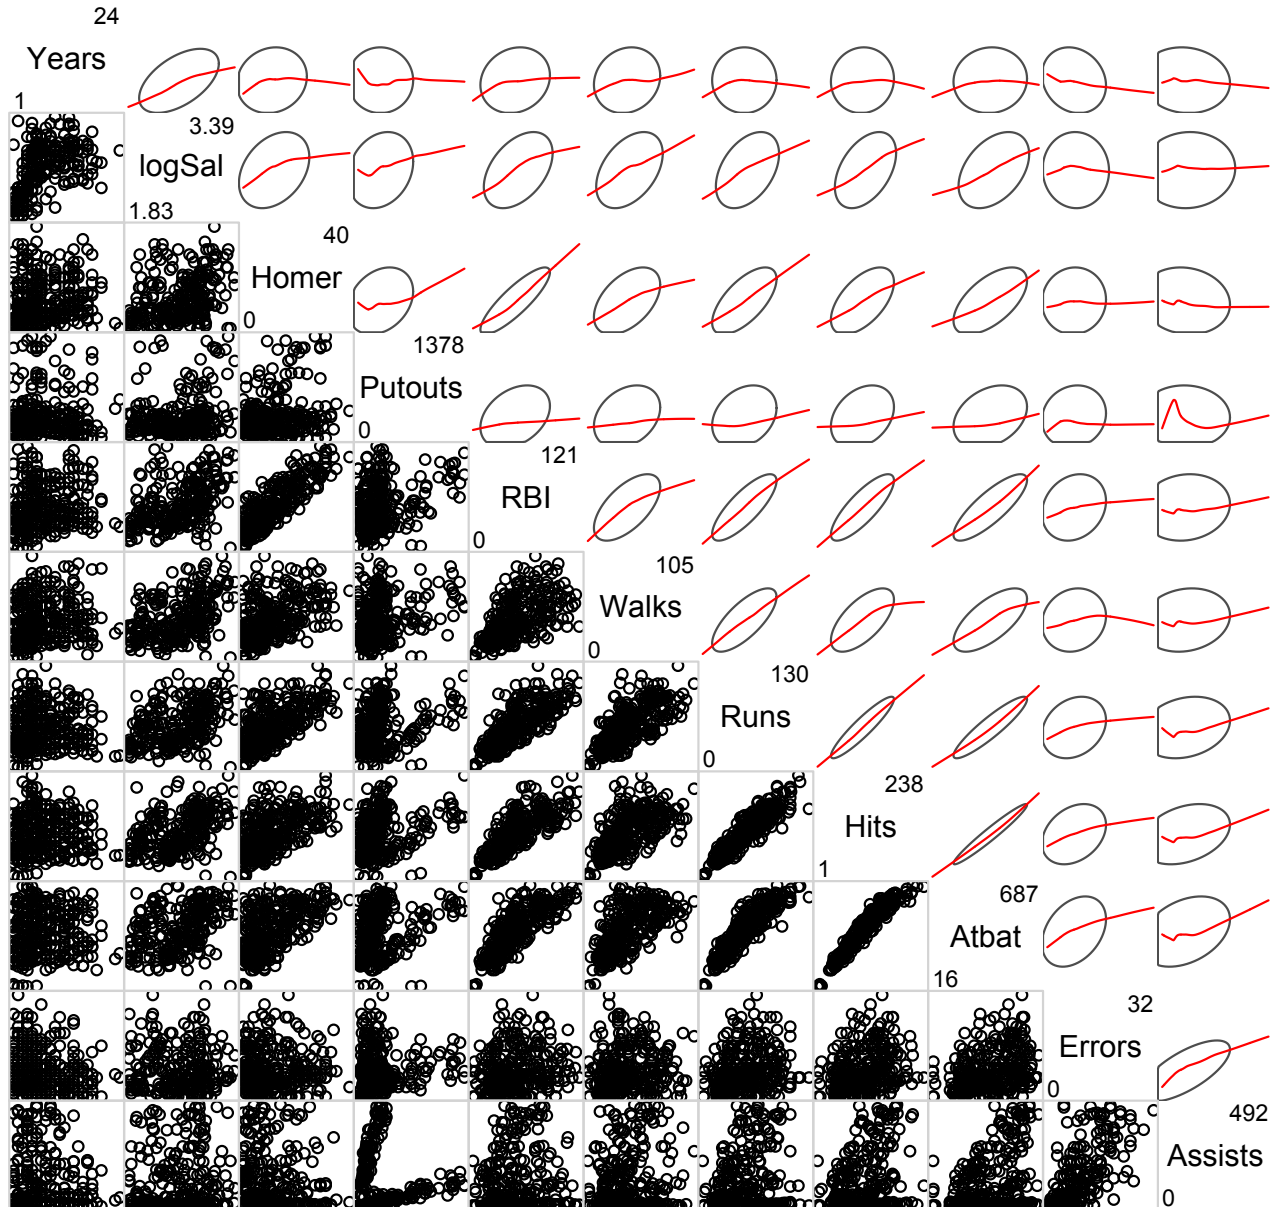 24
Years
1
3.39
logSal
1.83
40
Homer
0
1378
Putouts
0
121
RBI
0
105
Walks
0
130
Runs
0
238
Hits
1
687
Atbat
16
32
Errors
0
492
Assists
0